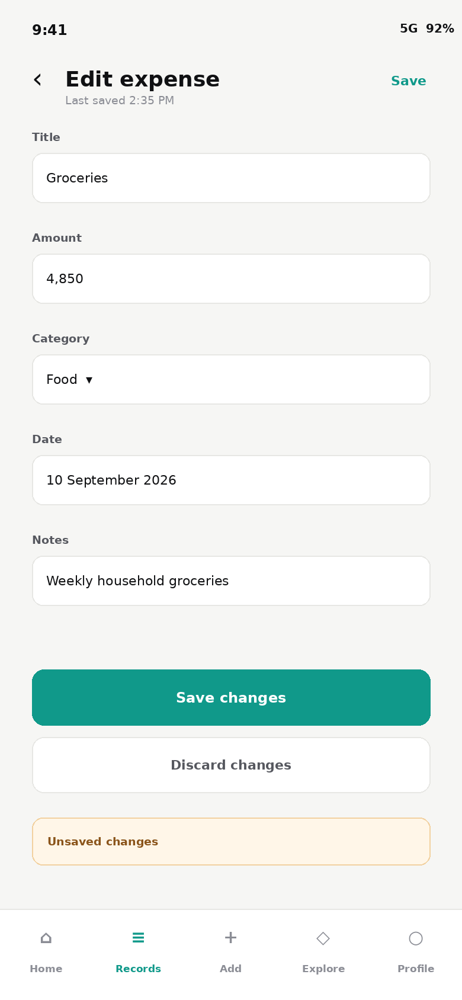 9:41
5G 92%
Edit expense
Save
Last saved 2:35 PM
Title
Groceries
Amount
4,850
Category
Food ▾
Date
10 September 2026
Notes
Weekly household groceries
Save changes
Discard changes
Unsaved changes
Home
Records
Add
Explore
Profile